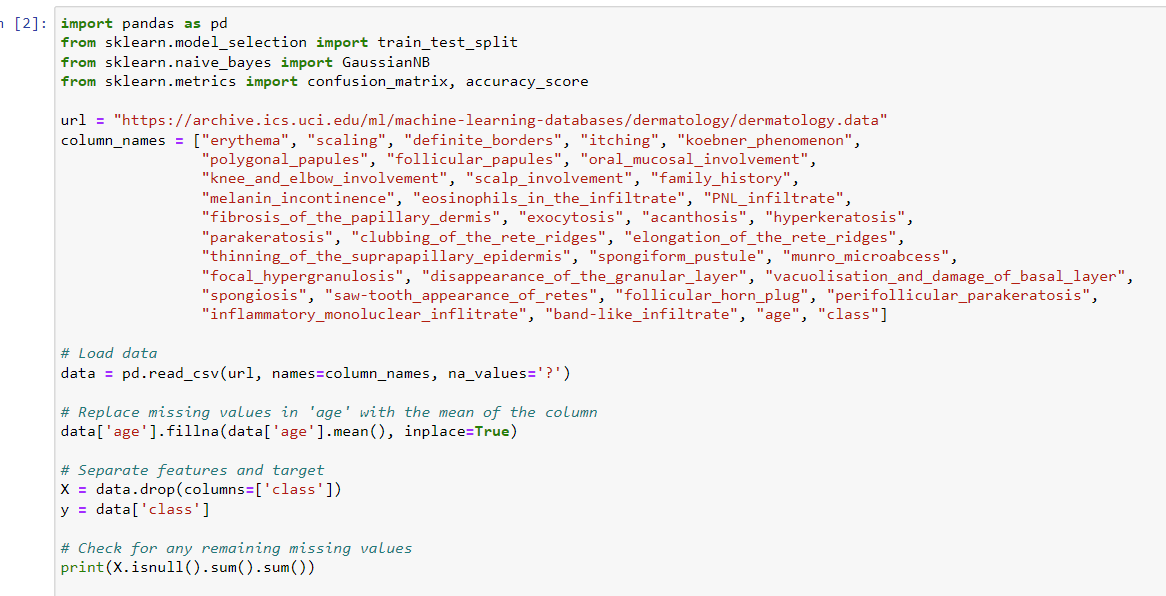 n [2]: import pandas as pd
from sklearn.model_selection import train_test_split
from sklearn.naive_bayes import GaussianNB
from sklearn.metrics import confusion_matrix, accuracy_score

url = "https://archive.ics.uci.edu/ml/machine-learning-databases/dermatology/dermatology.data"
column_names = ["erythema", "scaling", "definite_borders", "itching", "koebner_phenomenon",
                "polygonal_papules", "follicular_papules", "oral_mucosal_involvement",
                "knee_and_elbow_involvement", "scalp_involvement", "family_history",
                "melanin_incontinence", "eosinophils_in_the_infiltrate", "PNL_infiltrate",
                "fibrosis_of_the_papillary_dermis", "exocytosis", "acanthosis", "hyperkeratosis",
                "parakeratosis", "clubbing_of_the_rete_ridges", "elongation_of_the_rete_ridges",
                "thinning_of_the_suprapapillary_epidermis", "spongiform_pustule", "munro_microabcess",
                "focal_hypergranulosis", "disappearance_of_the_granular_layer", "vacuolisation_and_damage_of_basal_layer",
                "spongiosis", "saw-tooth_appearance_of_retes", "follicular_horn_plug", "perifollicular_parakeratosis",
                "inflammatory_monoluclear_inflitrate", "band-like_infiltrate", "age", "class"]

# Load data
data = pd.read_csv(url, names=column_names, na_values='?')

# Replace missing values in 'age' with the mean of the column
data['age'].fillna(data['age'].mean(), inplace=True)

# Separate features and target
X = data.drop(columns=['class'])
y = data['class']

# Check for any remaining missing values
print(X.isnull().sum().sum())